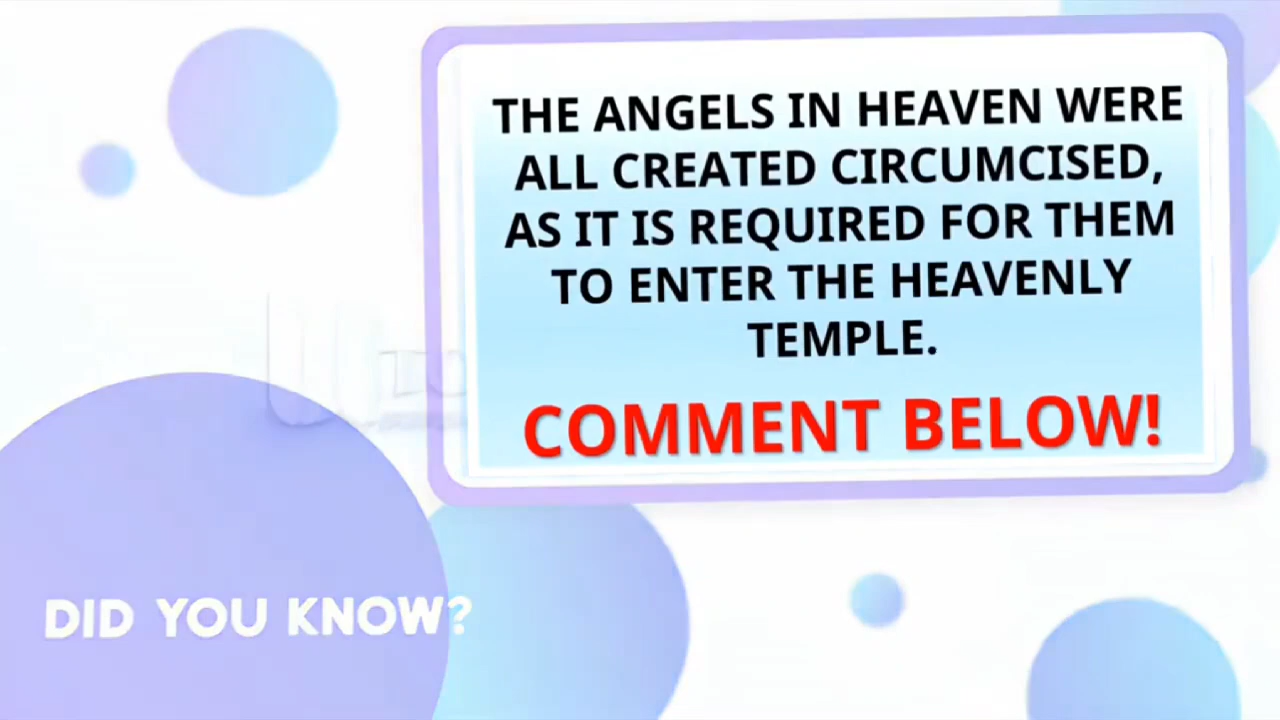 THE ANGELS IN HEAVEN WERE
ALL CREATED CIRCUMCISED,
AS IT IS REQUIRED FOR THEM
TO ENTER THE HEAVENLY
TEMPLE.
COMMENT BELOW!
DID YOU KNOW?